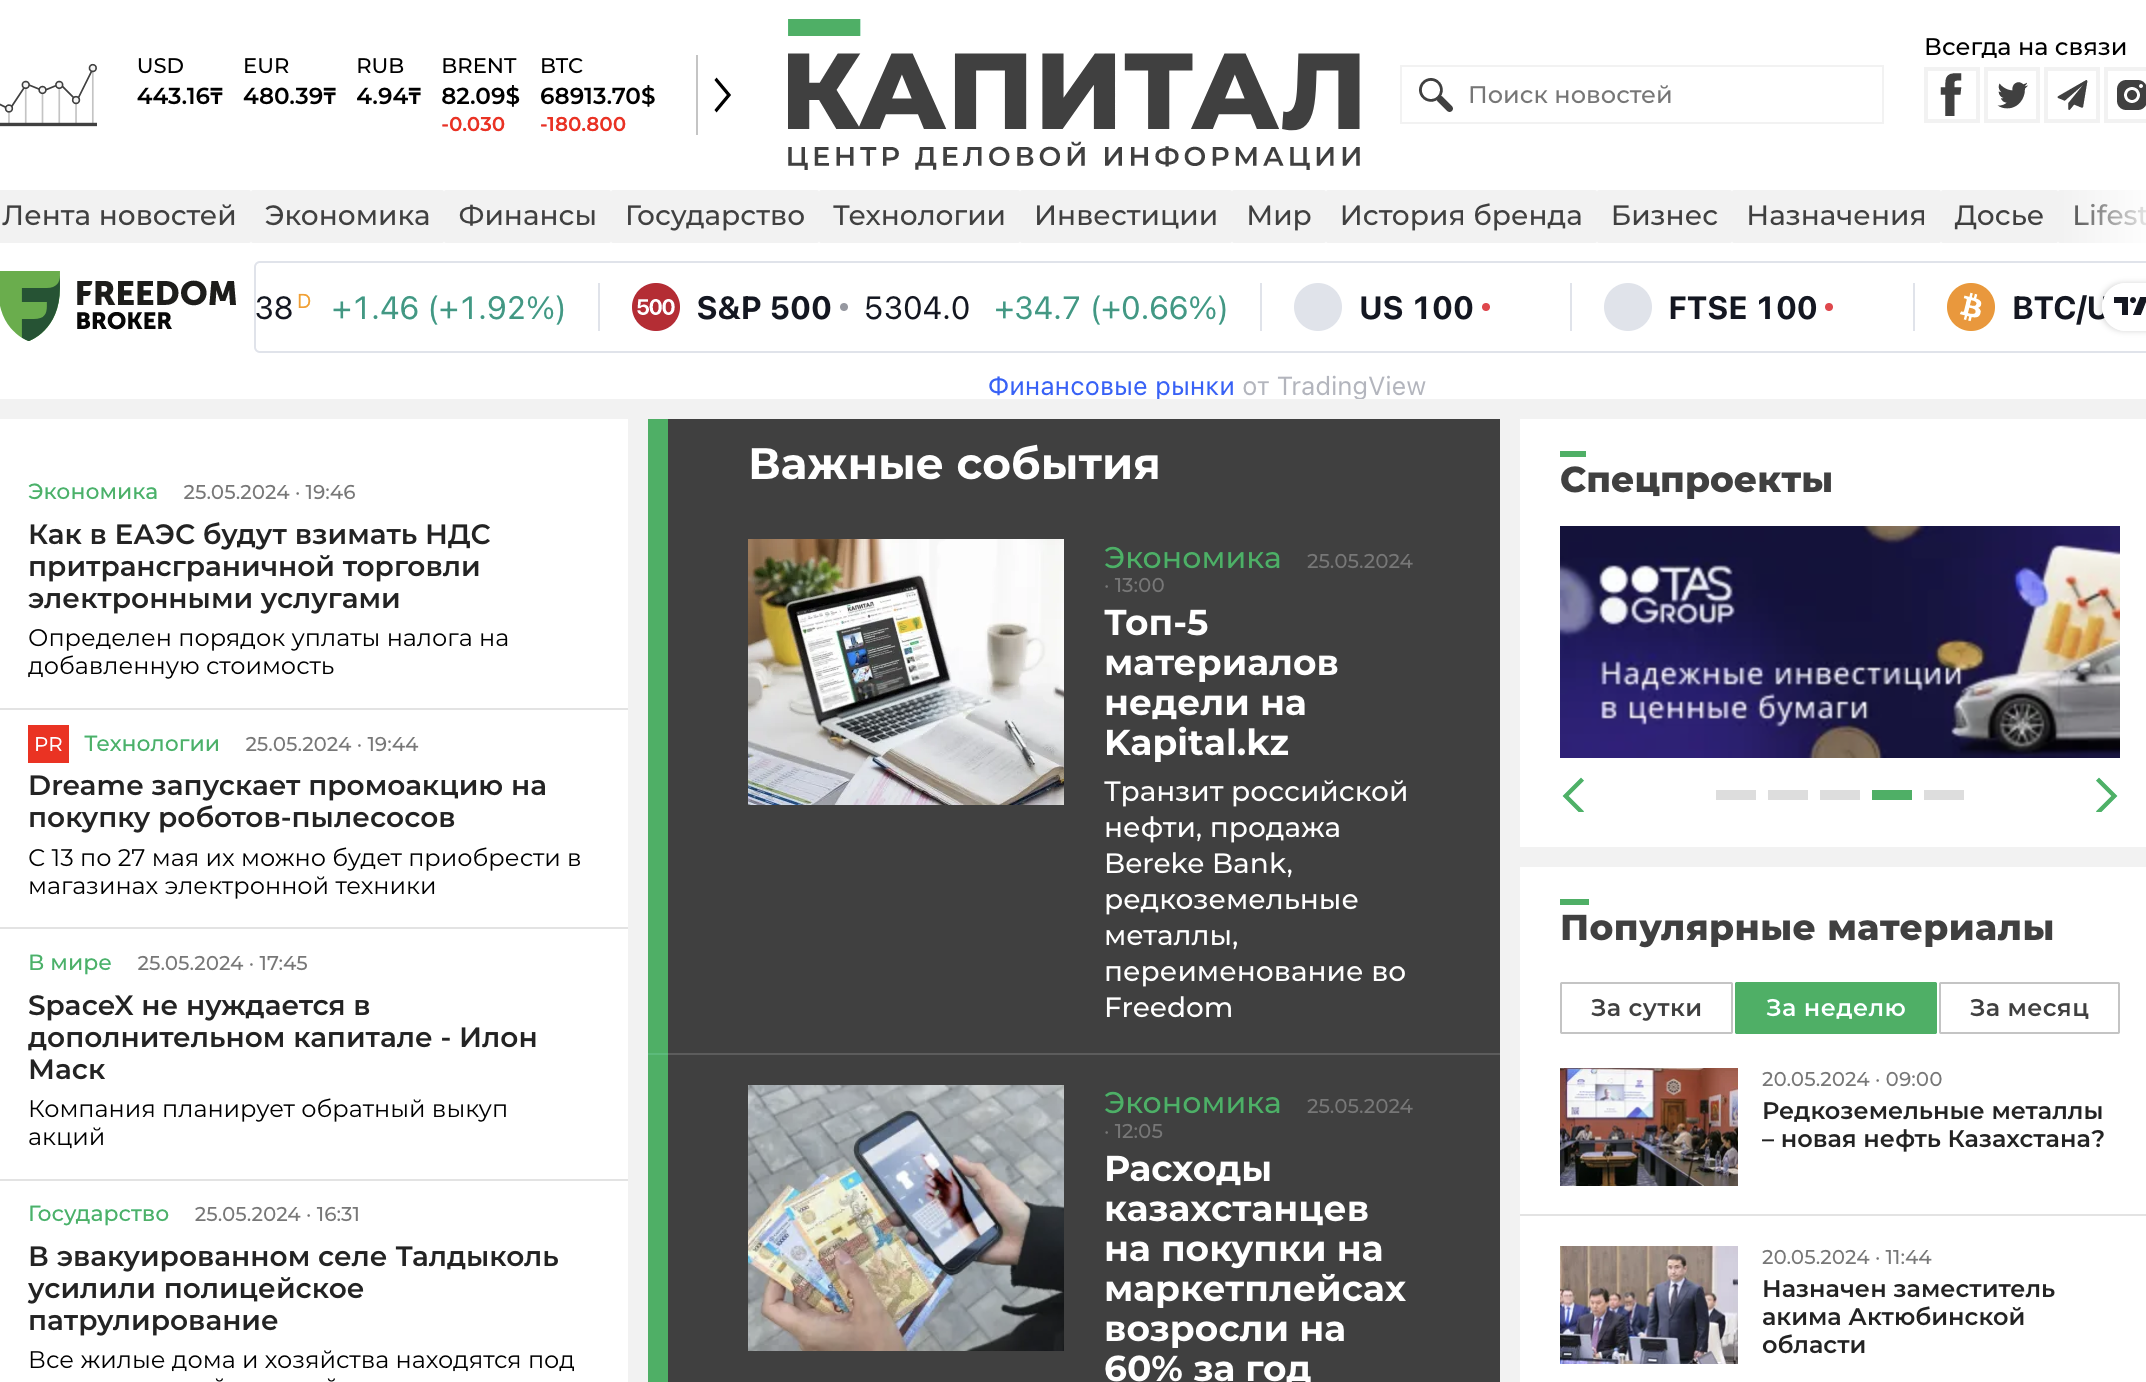 USD EUR RUB BRENT BTC
443.16₸ 480.39₸ 4.94₸ 82.09$ 68913.70$
-0.030 -180.800
КАПИТАЛ
ЦЕНТР ДЕЛОВОЙ ИНФОРМАЦИИ
Поиск новостей
Всегда на связи
Лента новостей Экономика Финансы Государство Технологии Инвестиции Мир История бренда Бизнес Назначения Досье Lifest
FREEDOM
BROKER
38 D +1.46 (+1.92%) 500 S&P 500 5304.0 +34.7 (+0.66%) US 100 FTSE 100 BTC/U
Финансовые рынки от TradingView
Экономика 25.05.2024 · 19:46
Как в ЕАЭС будут взимать НДС
притрансграничной торговли
электронными услугами
Определен порядок уплаты налога на
добавленную стоимость
PR Технологии 25.05.2024 · 19:44
Dreame запускает промоакцию на
покупку роботов-пылесосов
С 13 по 27 мая их можно будет приобрести в
магазинах электронной техники
В мире 25.05.2024 · 17:45
SpaceX не нуждается в
дополнительном капитале - Илон
Маск
Компания планирует обратный выкуп
акций
Государство 25.05.2024 · 16:31
В эвакуированном селе Талдыколь
усилили полицейское
патрулирование
Все жилые дома и хозяйства находятся под
Важные события
Экономика 25.05.2024
· 13:00
Топ-5
материалов
недели на
Kapital.kz
Транзит российской
нефти, продажа
Bereke Bank,
редкоземельные
металлы,
переименование во
Freedom
Экономика 25.05.2024
· 12:05
Расходы
казахстанцев
на покупки на
маркетплейсах
возросли на
60% за год
Спецпроекты
TAS
GROUP
Надежные инвестиции
в ценные бумаги
Популярные материалы
За сутки За неделю За месяц
20.05.2024 · 09:00
Редкоземельные металлы
– новая нефть Казахстана?
20.05.2024 · 11:44
Назначен заместитель
акима Актюбинской
области